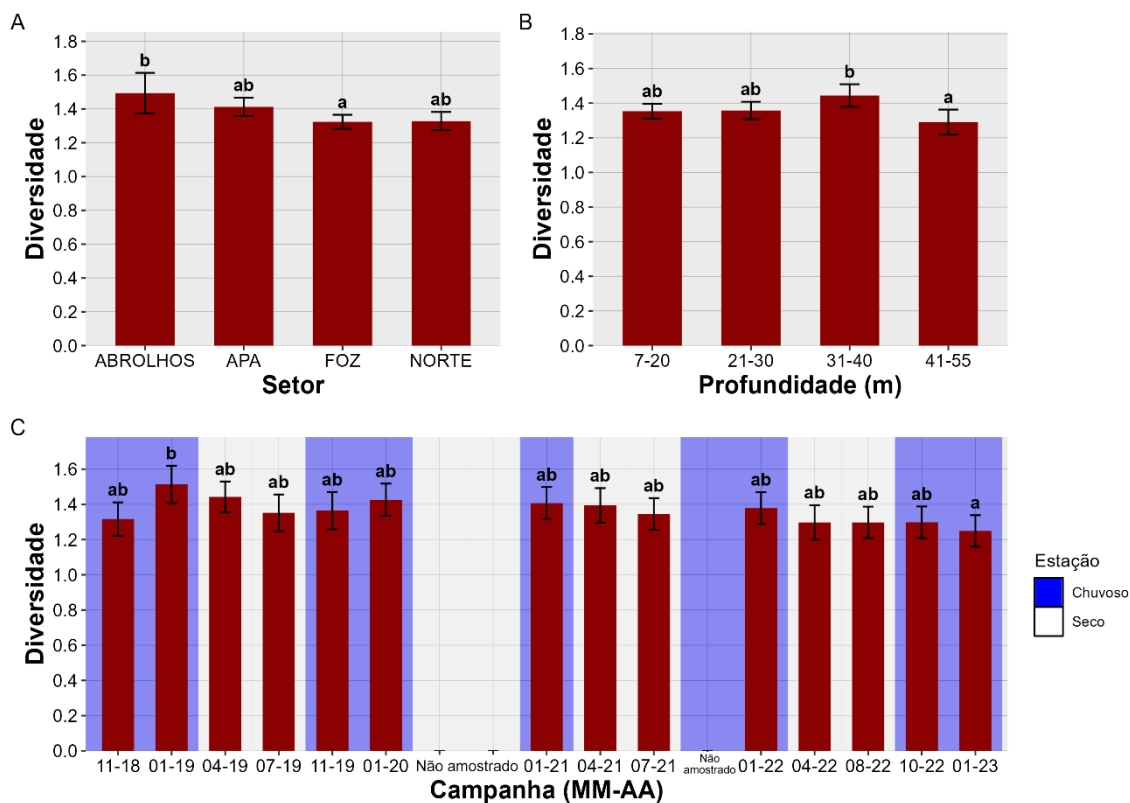 A
Diversidade
1.8
1.6
1.4
1.2
1.0
0.8
0.6
0.4
0.2
0.0
b
ab
a
ab
ABROLHOS APA FOZ NORTE
Setor
B
Diversidade
1.8
1.6
1.4
1.2
1.0
0.8
0.6
0.4
0.2
0.0
ab
ab
b
a
7-20 21-30 31-40 41-55
Profundidade (m)
C
Diversidade
1.6
1.4
1.2
1.0
0.8
0.6
0.4
0.2
0.0
ab
b
ab
ab
ab
ab
ab
ab
ab
ab
ab
ab
ab
a
11-18 01-19 04-19 07-19 11-19 01-20 Não amostrado 01-21 04-21 07-21 Não amostrado 01-22 04-22 08-22 10-22 01-23
Campanha (MM-AA)
Estação
Chuvoso
Seco